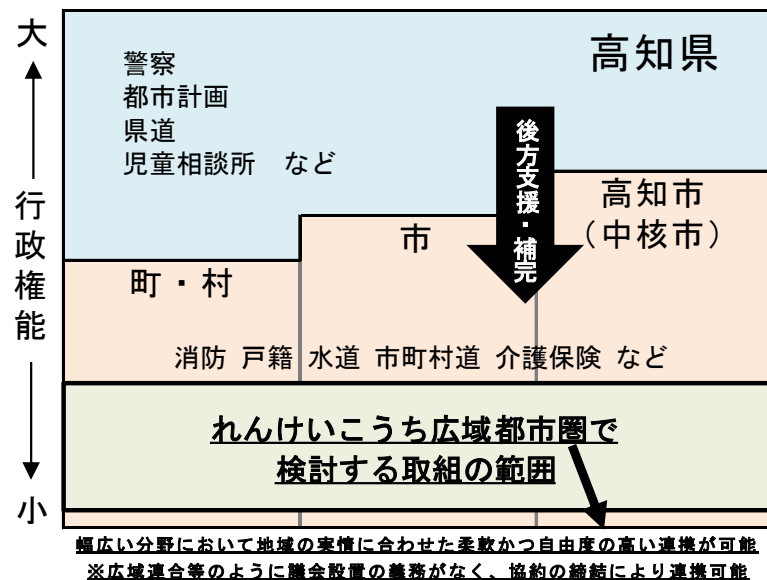 大
行政権能
小
高知県
警察
都市計画
県道
児童相談所　など
後方支援・補完
高知市
（中核市）
市
町・村
消防 戸籍 水道 市町村道 介護保険 など
れんけいこうち広域都市圏で
検討する取組の範囲
幅広い分野において地域の実情に合わせた柔軟かつ自由度の高い連携が可能
※広域連合等のように議会設置の義務がなく、協約の締結により連携可能